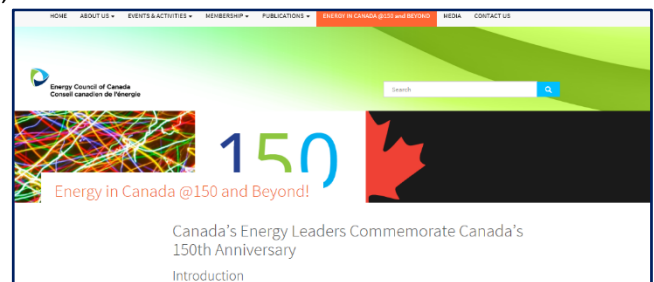 HOME ABOUT US EVENTS & ACTIVITIES MEMBERSHIP PUBLICATIONS ENERGY IN CANADA @150 and BEYOND MEDIA CONTACT US
Energy Council of Canada
Conseil canadien de l'énergie
Search
150
Energy in Canada @150 and Beyond!
Canada's Energy Leaders Commemorate Canada's
150th Anniversary
Introduction